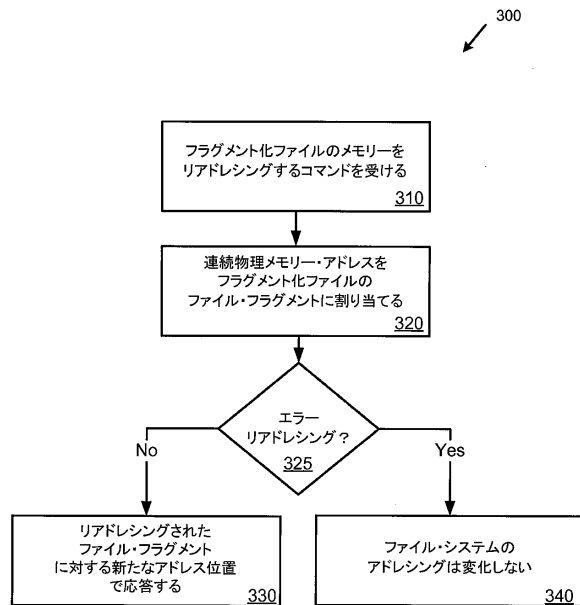 300
フラグメント化ファイルのメモリーを
リアドレシングするコマンドを受ける
310
連続物理メモリー・アドレスを
フラグメント化ファイルの
ファイル・フラグメントに割り当てる
320
エラー
リアドレシング？
325
No
Yes
リアドレシングされた
ファイル・フラグメント
に対する新たなアドレス位置
で応答する
330
ファイル・システムの
アドレシングは変化しない
340